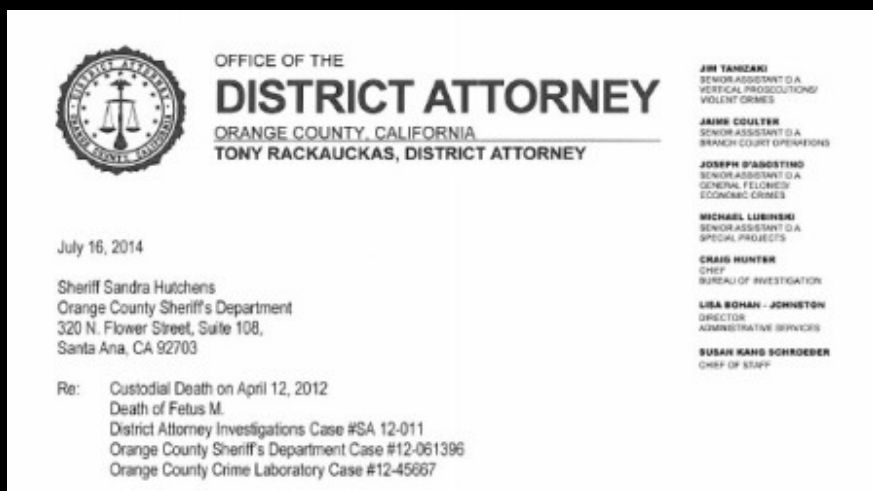 OFFICE OF THE
DISTRICT ATTORNEY
ORANGE COUNTY, CALIFORNIA
TONY RACKAUCKAS, DISTRICT ATTORNEY
DISTRICT ATTORNEY
ORANGE COUNTY, CALIFORNIA
JIM TANIZAKI
SENIOR ASSISTANT D.A.
VERTICAL PROSECUTIONS/
VIOLENT CRIMES
JAIME COULTER
SENIOR ASSISTANT D.A.
BRANCH COURT OPERATIONS
JOSEPH D'AGOSTINO
SENIOR ASSISTANT D.A.
GENERAL FELONIES/
ECONOMIC CRIMES
MICHAEL LUBINSKI
SENIOR ASSISTANT D.A.
SPECIAL PROJECTS
CRAIG HUNTER
CHIEF
BUREAU OF INVESTIGATION
LISA BOHAN - JOHNSTON
DIRECTOR
ADMINISTRATIVE SERVICES
SUSAN KANG SCHROEDER
CHIEF OF STAFF
July 16, 2014
Sheriff Sandra Hutchens
Orange County Sheriff's Department
320 N. Flower Street, Suite 108,
Santa Ana, CA 92703
Re: Custodial Death on April 12, 2012
Death of Fetus M.
District Attorney Investigations Case #SA 12-011
Orange County Sheriff's Department Case #12-061396
Orange County Crime Laboratory Case #12-45667